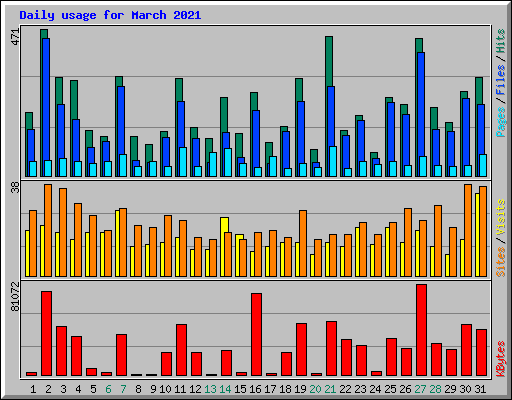 Daily usage for March 2021
471
Pages / Files / Hits
38
Sites / Visits
81072
KBytes
1 2 3 4 5 6 7 8 9 10 11 12 13 14 15 16 17 18 19 20 21 22 23 24 25 26 27 28 29 30 31